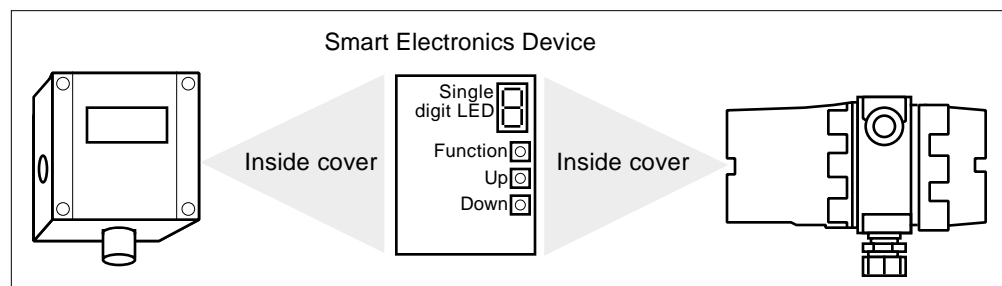 Smart Electronics Device
Single
digit LED
Function
Up
Down
Inside cover
Inside cover